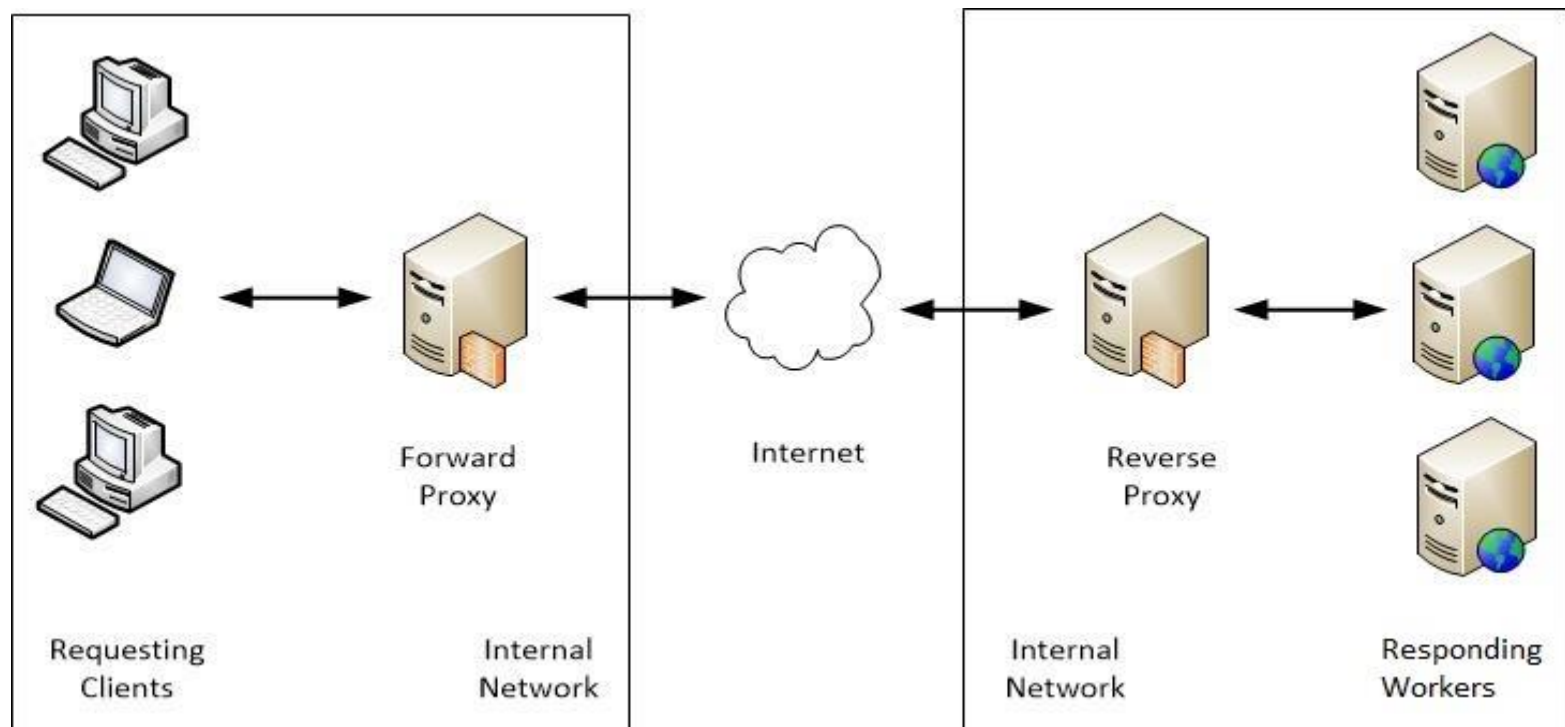 Forward
Proxy
Internet
Reverse
Proxy
Requesting
Clients
Internal
Network
Internal
Network
Responding
Workers